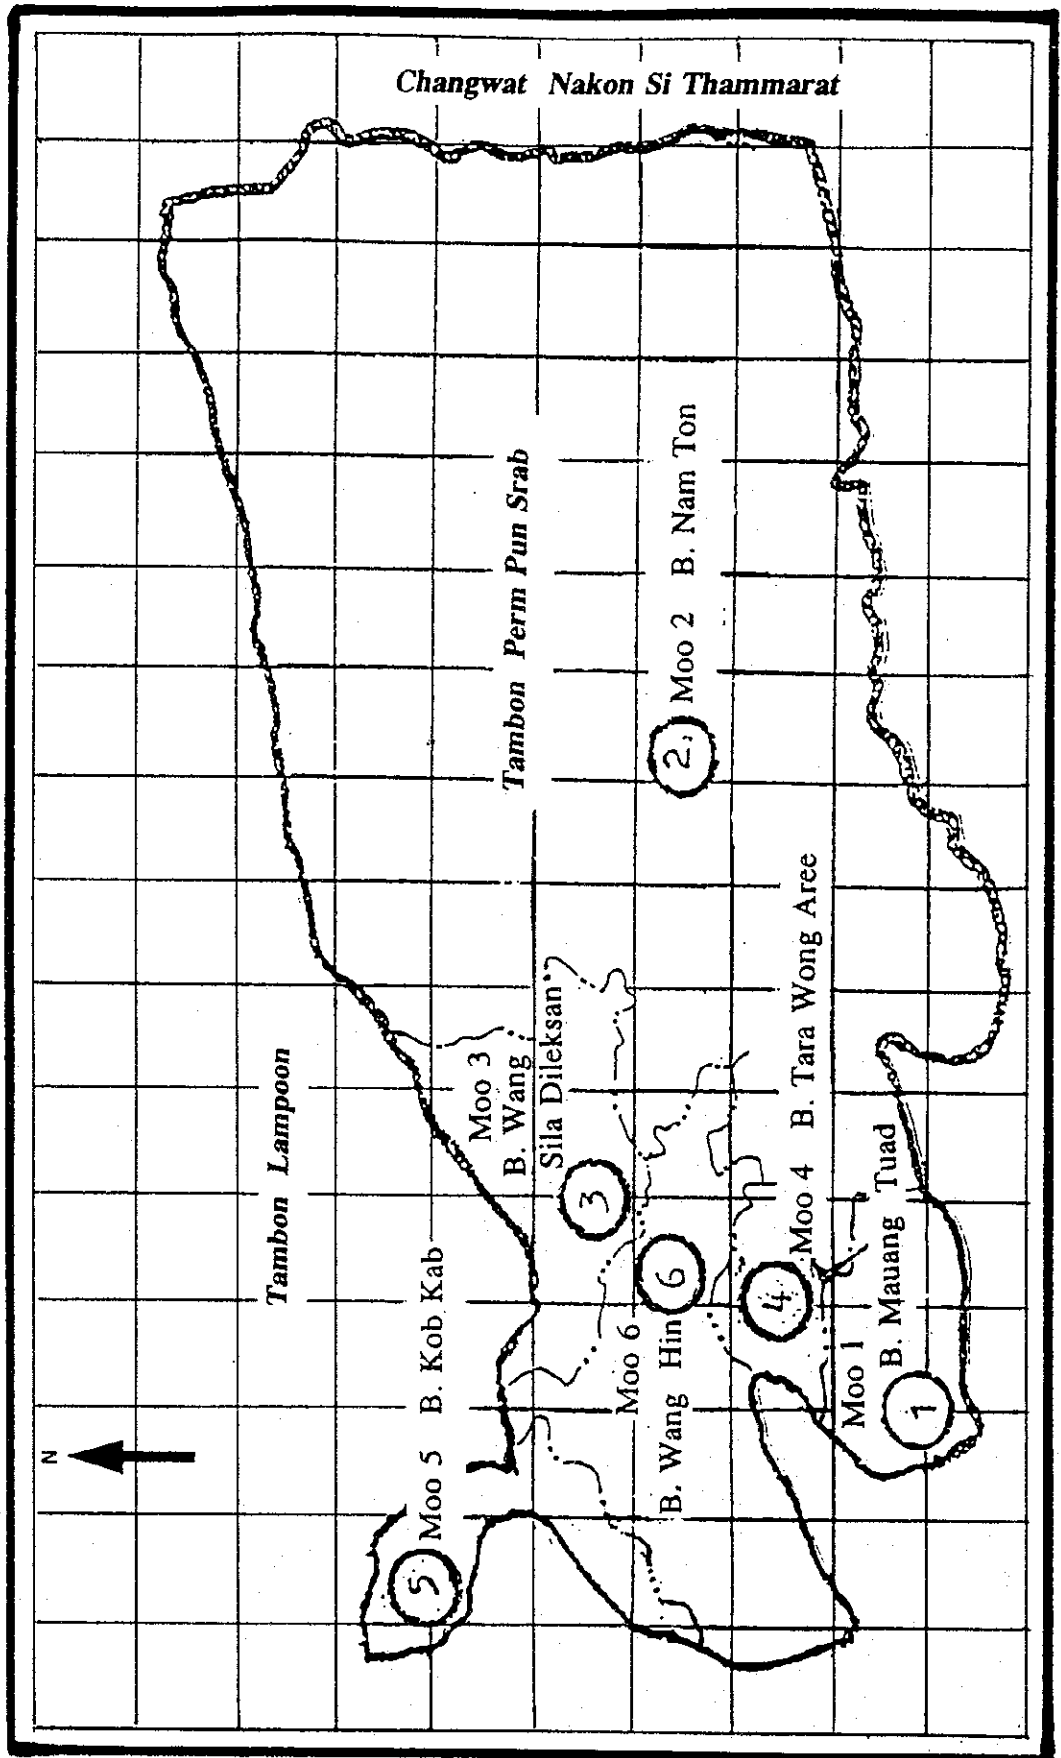 Changwat Nakon Si Thammarat
N
Tambon Lampoon
Tambon Perm Pun Srab
Moo 5 B. Kob Kab
5
Moo 3
B. Wang
Sila Dileksan
3
Moo 2 B. Nam Ton
2
Moo 6
B. Wang Hin
6
Moo 4 B. Tara Wong Aree
4
Moo 1
B. Mauang Tuad
1